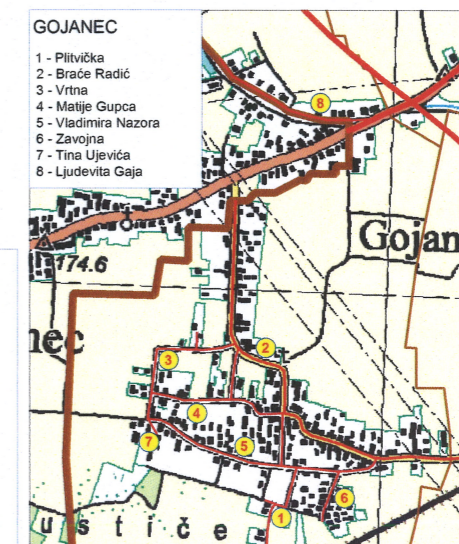 GOJANEC
1 - Plitvička
2 - Braće Radić
3 - Vrtna
4 - Matije Gupca
5 - Vladimira Nazora
6 - Zavojna
7 - Tina Ujevića
8 - Ljudevita Gaja
8
174.6
Gojan
nec
2
3
4
7
5
6
1
u s t i č e